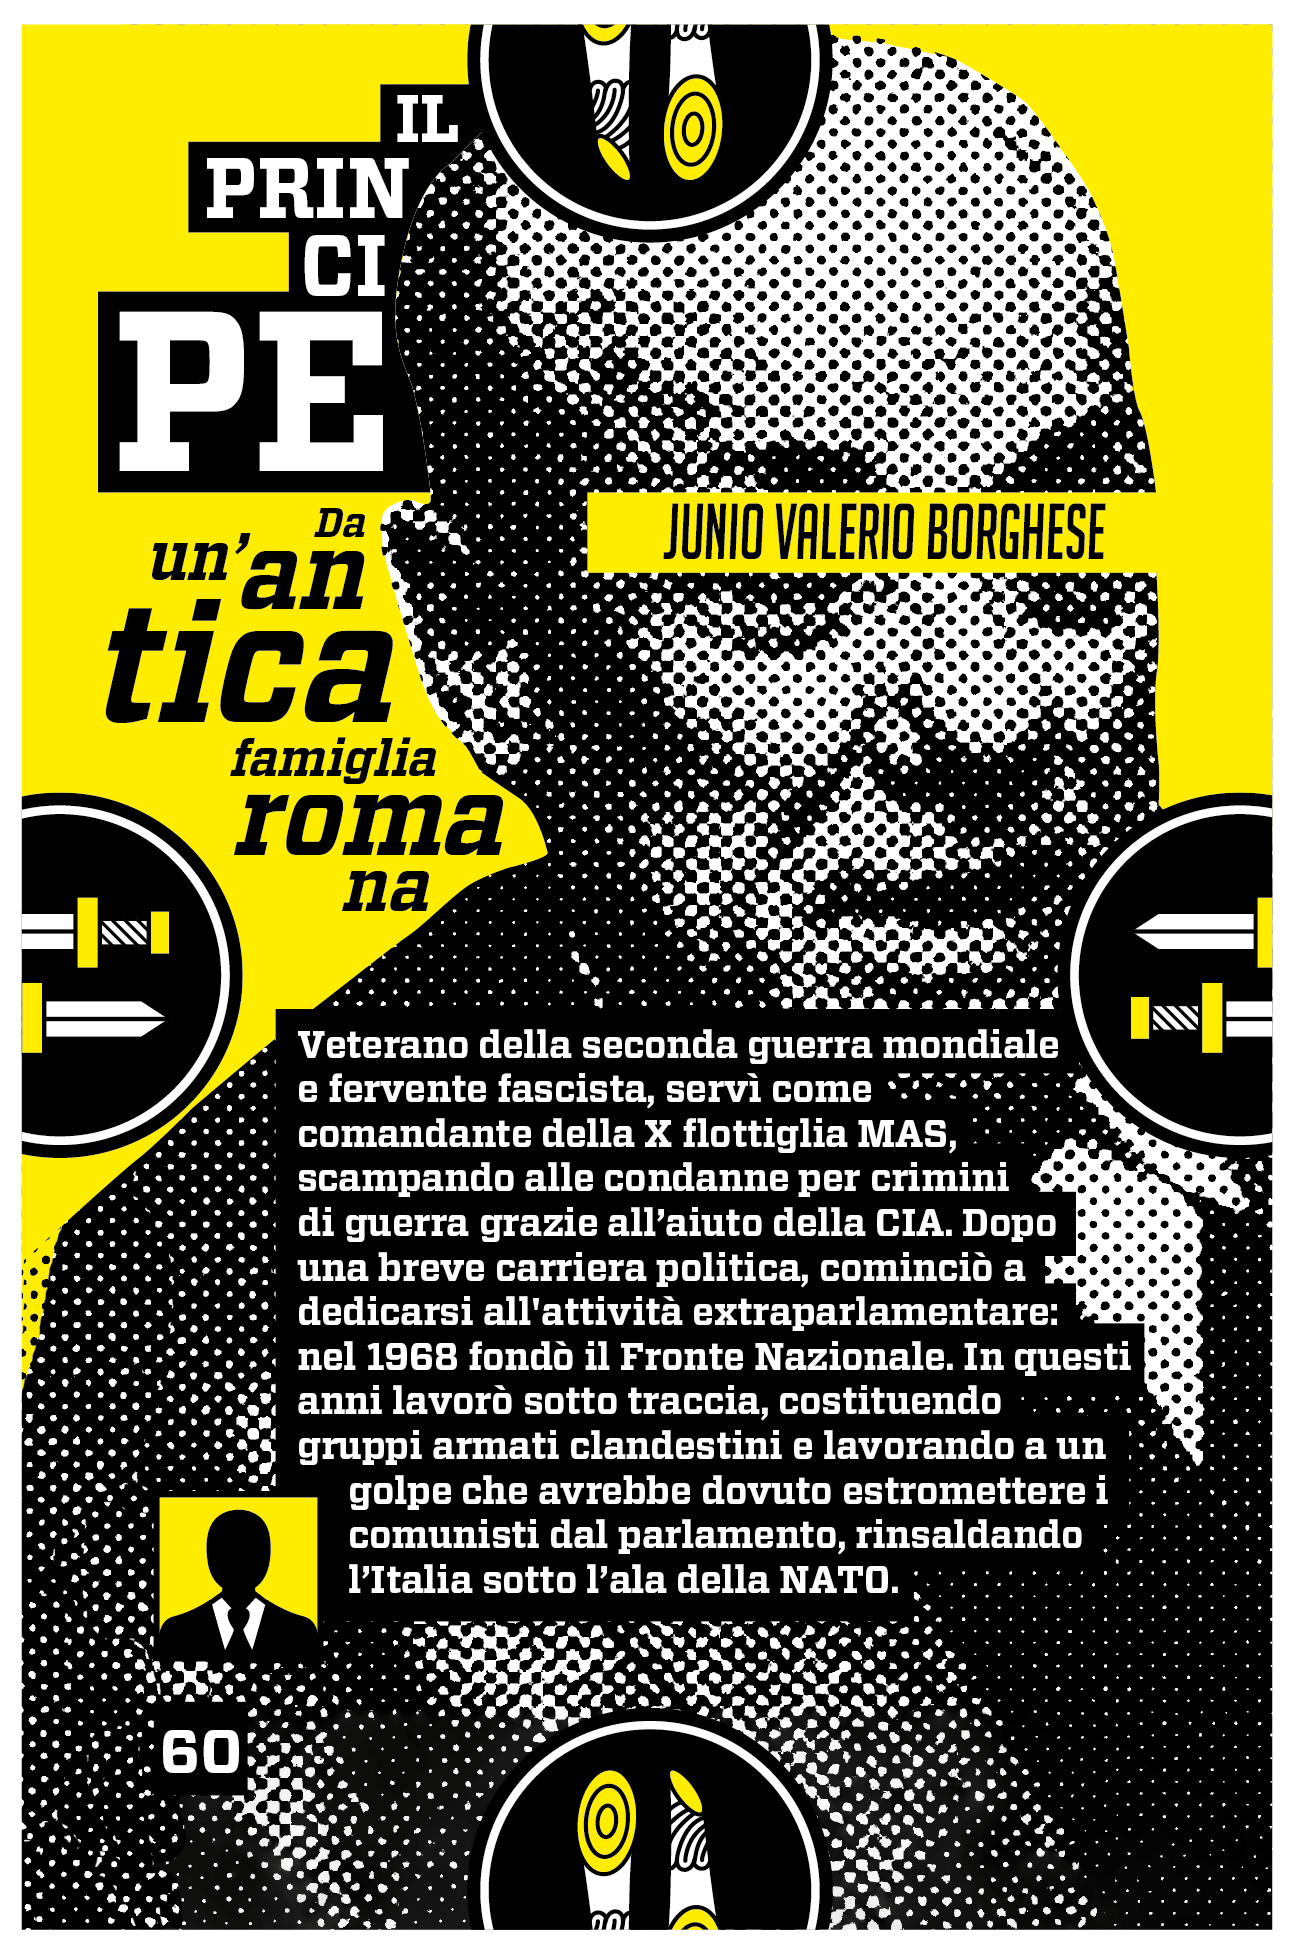 IL
PRIN
CI
PE
Da
un’an
tica
famiglia
roma
na
JUNIO VALERIO BORGHESE
Veterano della seconda guerra mondiale
e fervente fascista, servì come
comandante della X flottiglia MAS,
scampando alle condanne per crimini
di guerra grazie all’aiuto della CIA. Dopo
una breve carriera politica, cominciò a
dedicarsi all'attività extraparlamentare:
nel 1968 fondò il Fronte Nazionale. In questi
anni lavorò sotto traccia, costituendo
gruppi armati clandestini e lavorando a un
golpe che avrebbe dovuto estromettere i
comunisti dal parlamento, rinsaldando
l’Italia sotto l’ala della NATO.
60